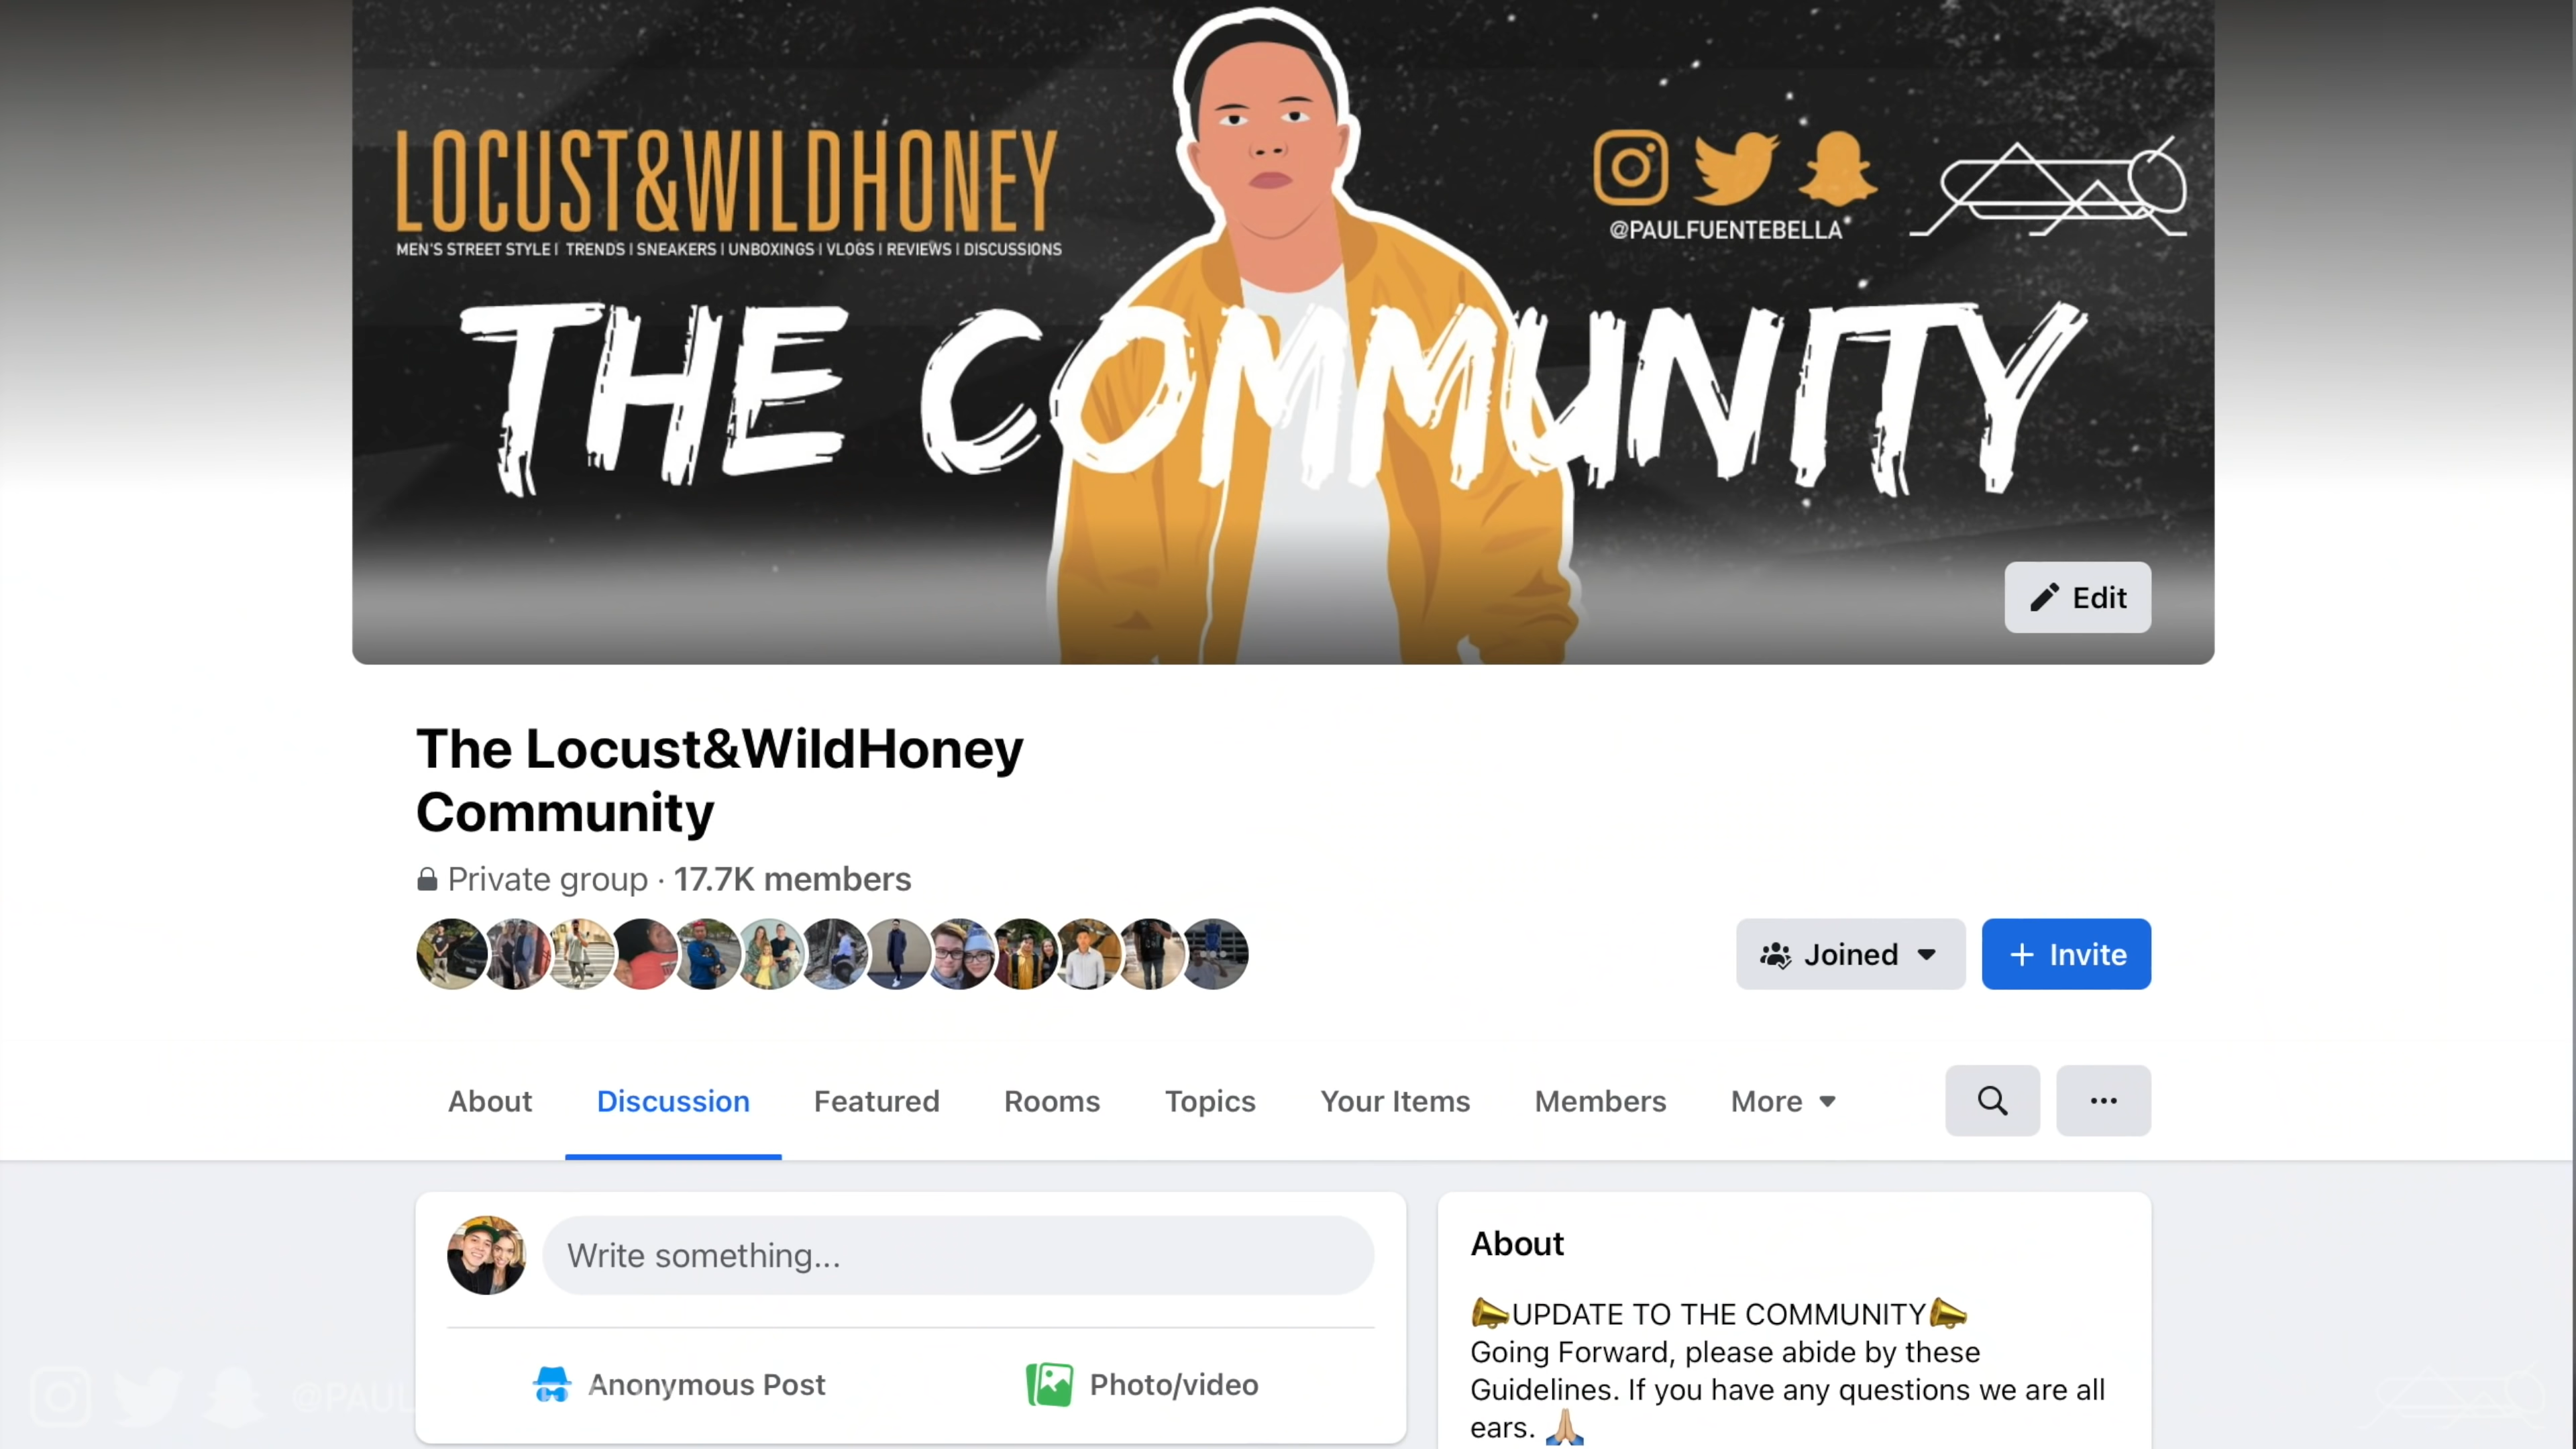 LOCUST&WILDHONEY
MEN'S STREET STYLE | TRENDS | SNEAKERS | UNBOXINGS | VLOGS | REVIEWS | DISCUSSIONS
@PAULFUENTEBELLA
THE COMMUNITY
Edit
The Locust&WildHoney
Community
Private group · 17.7K members
Joined
+ Invite
About
Discussion
Featured
Rooms
Topics
Your Items
Members
More
Write something...
Anonymous Post
Photo/video
About
📣UPDATE TO THE COMMUNITY📣
Going Forward, please abide by these
Guidelines. If you have any questions we are all
ears. 🙏
@PAUL